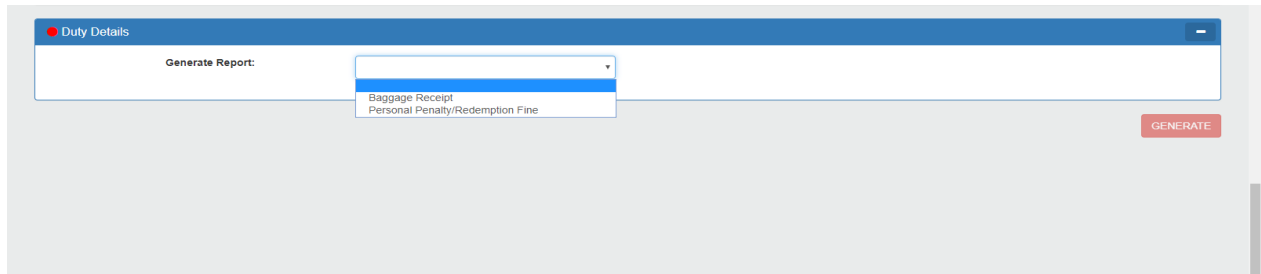 Duty Details
Generate Report:
Baggage Receipt
Personal Penalty/Redemption Fine
GENERATE